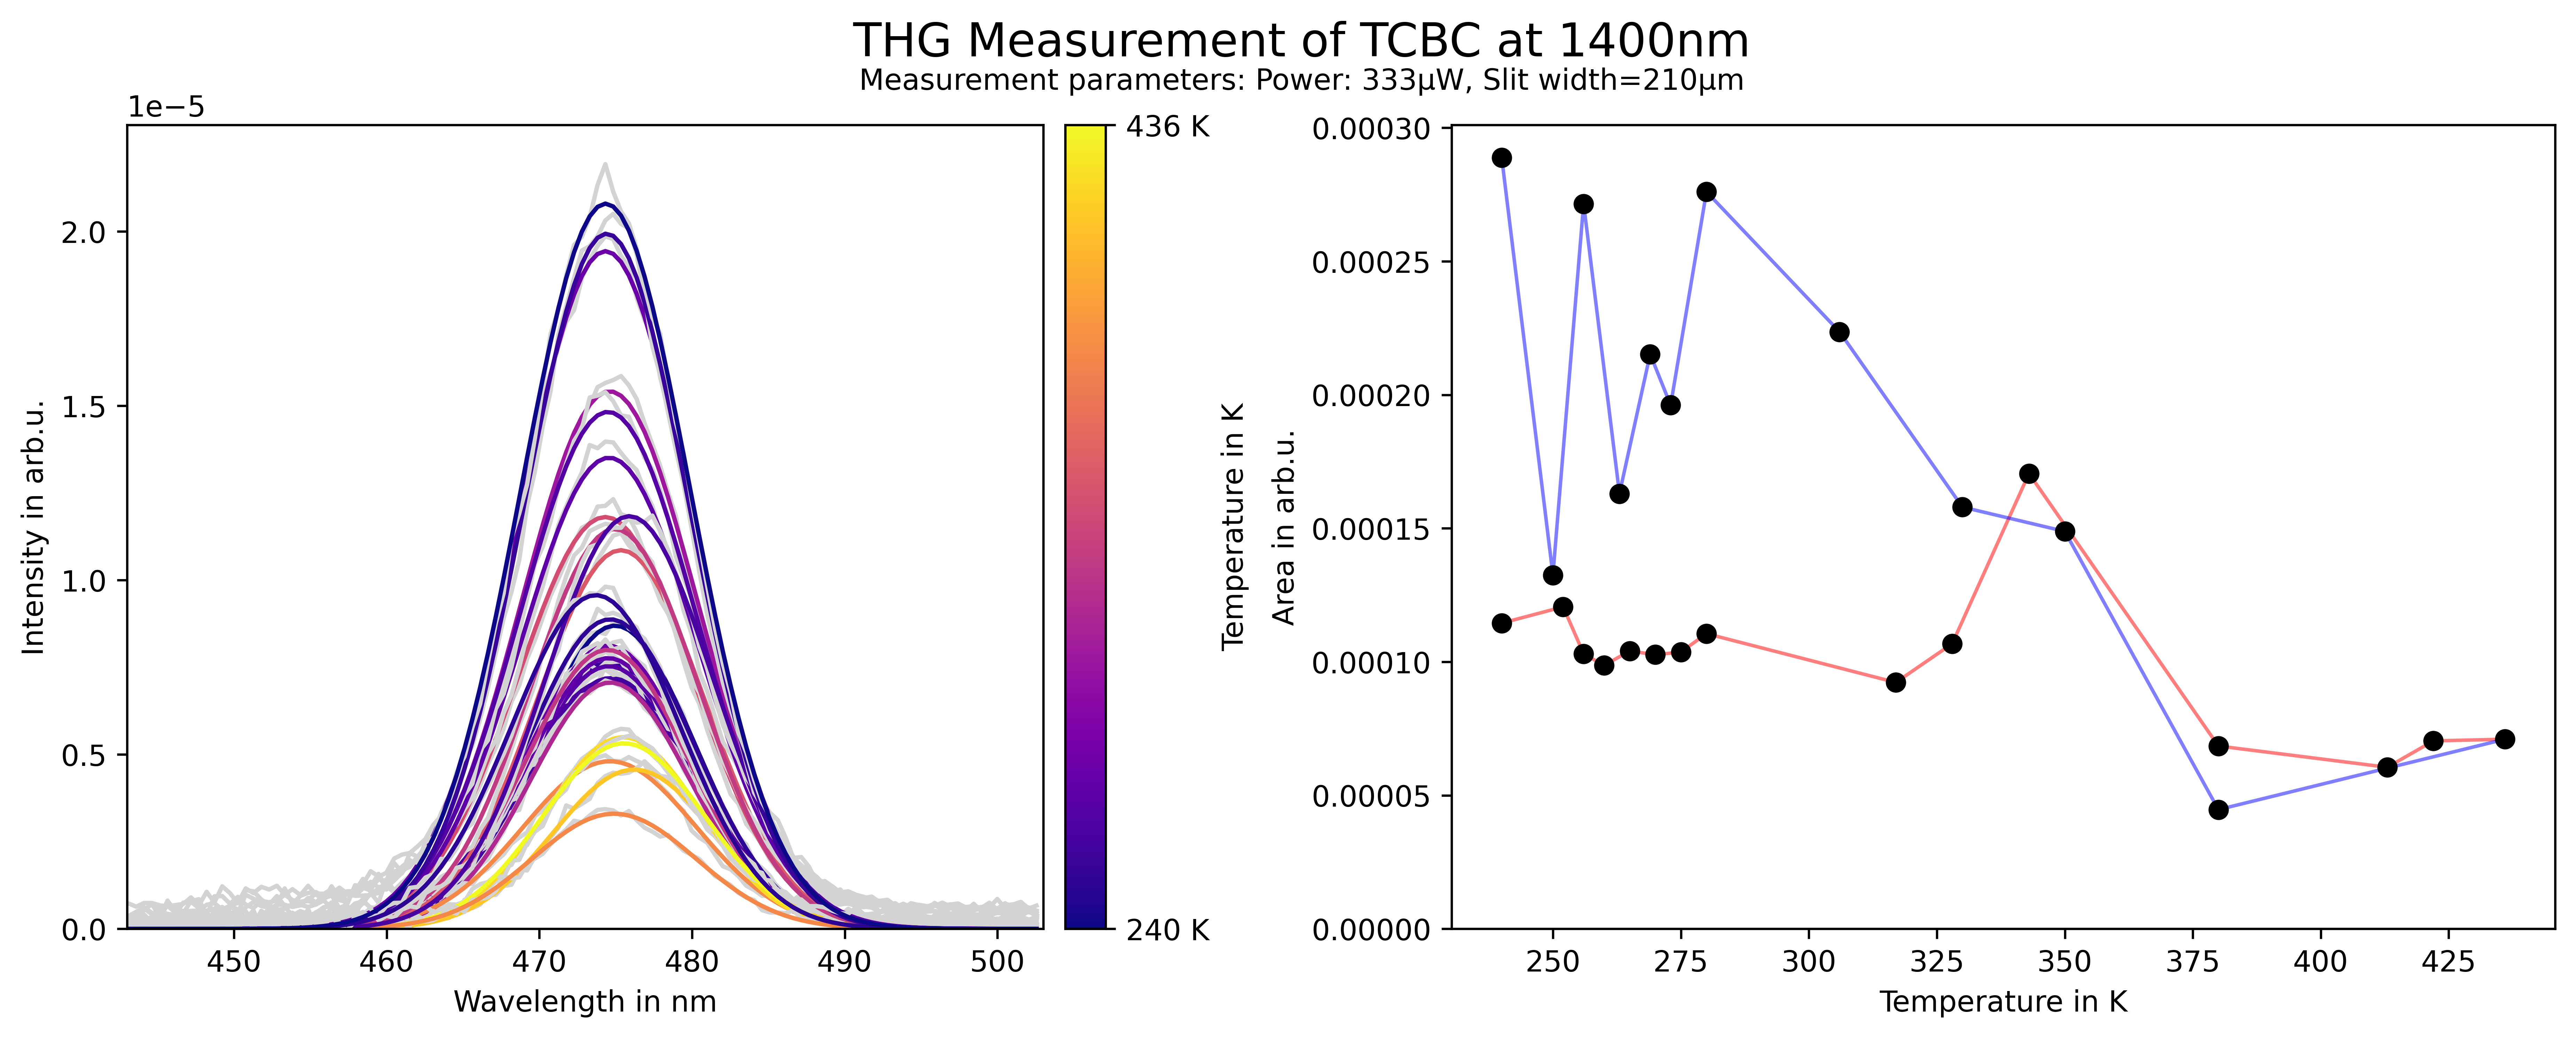 THG Measurement of TCBC at 1400nm
Measurement parameters: Power: 333µW, Slit width=210µm
1e−5
2.0
1.5
1.0
0.5
0.0
Intensity in arb.u.
450 460 470 480 490 500
Wavelength in nm
436 K
240 K
Temperature in K
Area in arb.u.
0.00030
0.00025
0.00020
0.00015
0.00010
0.00005
0.00000
250 275 300 325 350 375 400 425
Temperature in K